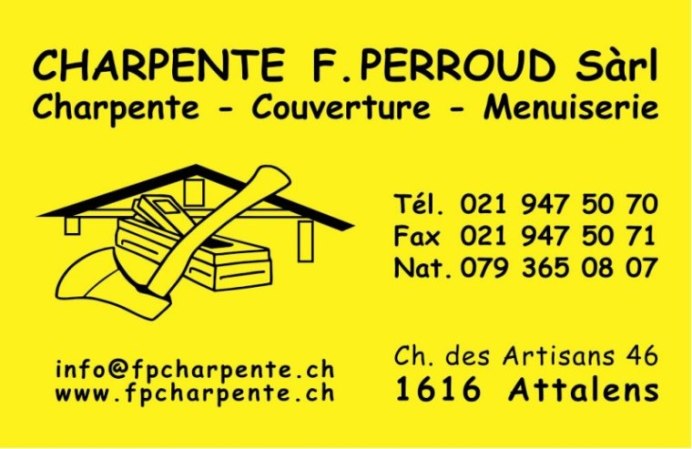 CHARPENTE F. PERROUD Sàrl
Charpente - Couverture - Menuiserie
Tél. 021 947 50 70
Fax 021 947 50 71
Nat. 079 365 08 07
info@fpcharpente.ch
www.fpcharpente.ch
Ch. des Artisans 46
1616 Attalens